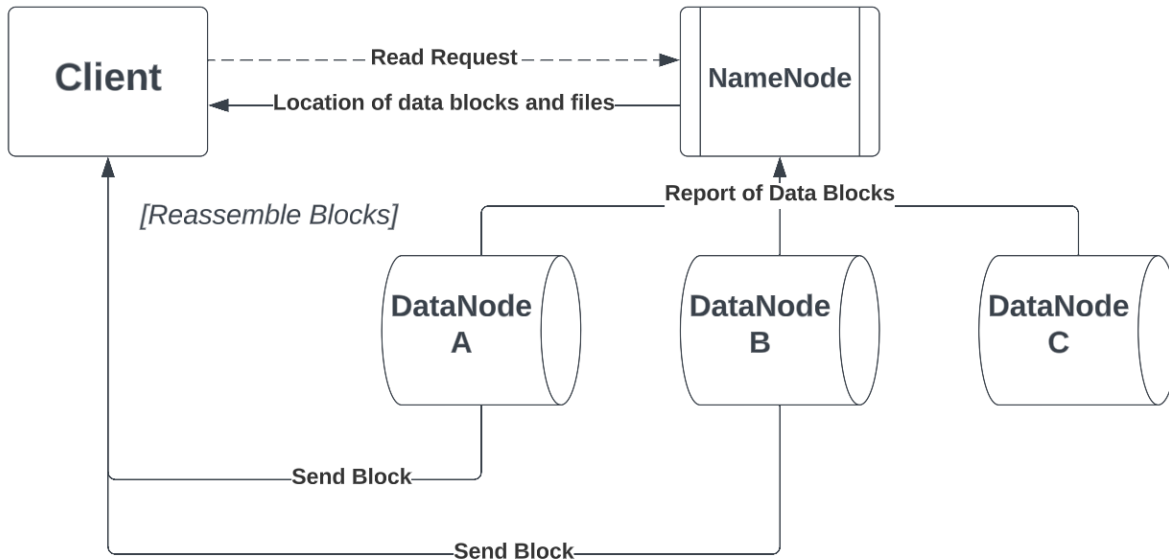 Client
Read Request
NameNode
Location of data blocks and files
Report of Data Blocks
[Reassemble Blocks]
DataNode
A
DataNode
B
DataNode
C
Send Block
Send Block